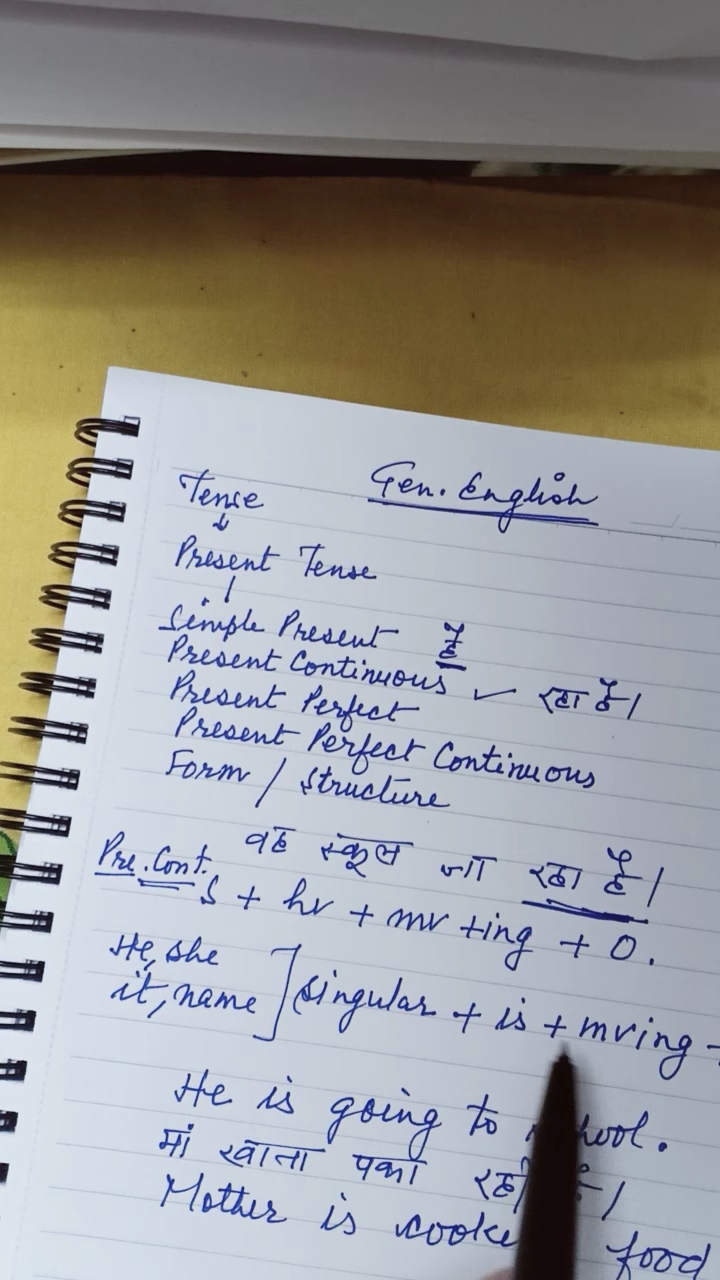 Gen. English
Tense
↓
Present Tense
Simple Present है
Present Continuous ✓ रहा है।
Present Perfect
Present Perfect Continuous
Form / Structure
वह स्कूल जा रहा है।
Pre. Cont.
S + hv + mv + ing + O.
He, she
it, name ] singular + is + mving +
He is going to
मां खाना पका
Mother is food